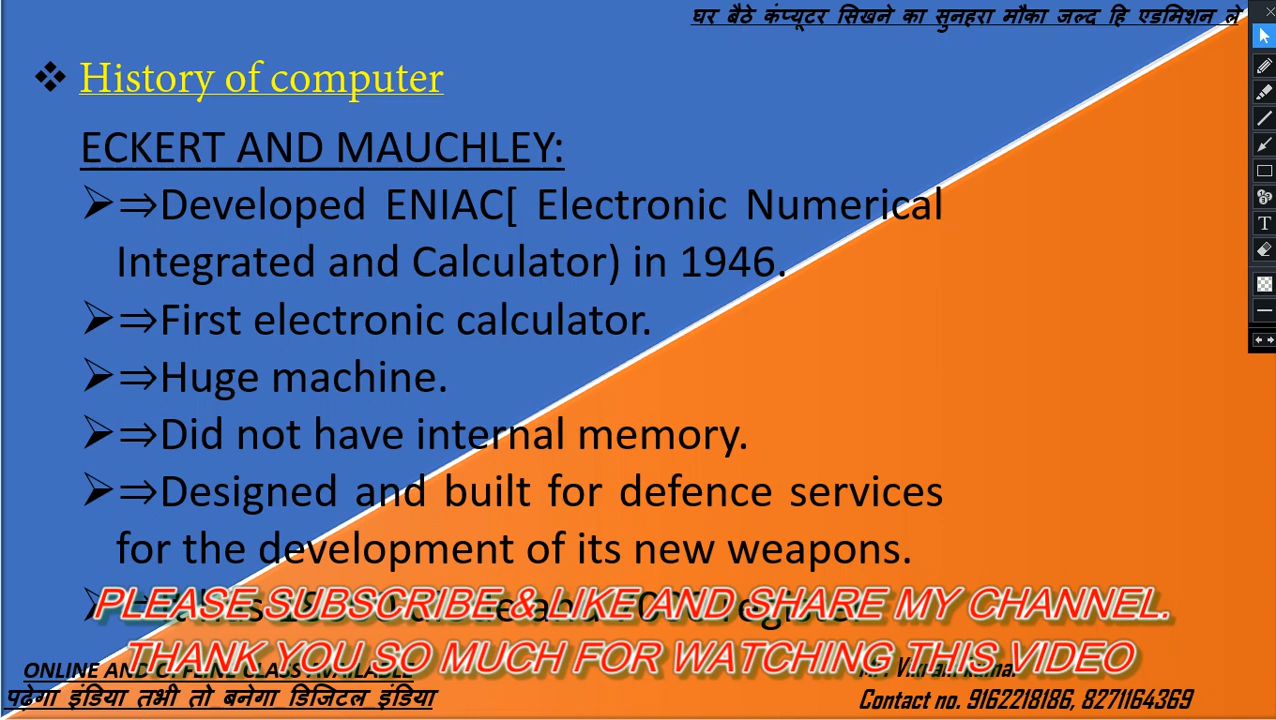 घर बैठे कंप्यूटर सिखने का सुनहरा मौका जल्द हि एडमिशन ले
History of computer
ECKERT AND MAUCHLEY:
⇒Developed ENIAC[ Electronic Numerical
Integrated and Calculator) in 1946.
⇒First electronic calculator.
⇒Huge machine.
⇒Did not have internal memory.
⇒Designed and built for defence services
for the development of its new weapons.
PLEASE SUBSCRIBE & LIKE AND SHARE MY CHANNEL.
THANK YOU SO MUCH FOR WATCHING THIS VIDEO
ONLINE AND OFFLINE CLASS AVAILABLE
पढ़ेगा इंडिया तभी तो बनेगा डिजिटल इंडिया
Contact no. 9162218186, 8271164369